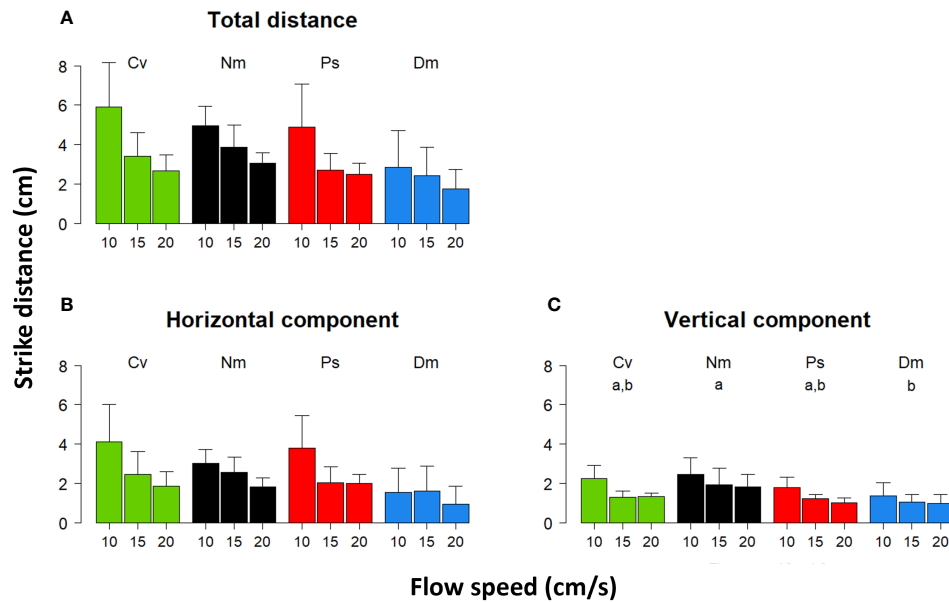 A
Total distance
Cv Nm Ps Dm
8
6
4
2
0
10 15 20 10 15 20 10 15 20 10 15 20
Strike distance (cm)
B
Horizontal component
Cv Nm Ps Dm
8
6
4
2
0
10 15 20 10 15 20 10 15 20 10 15 20
C
Vertical component
Cv Nm Ps Dm
a,b a a,b b
8
6
4
2
0
10 15 20 10 15 20 10 15 20 10 15 20
Flow speed (cm/s)